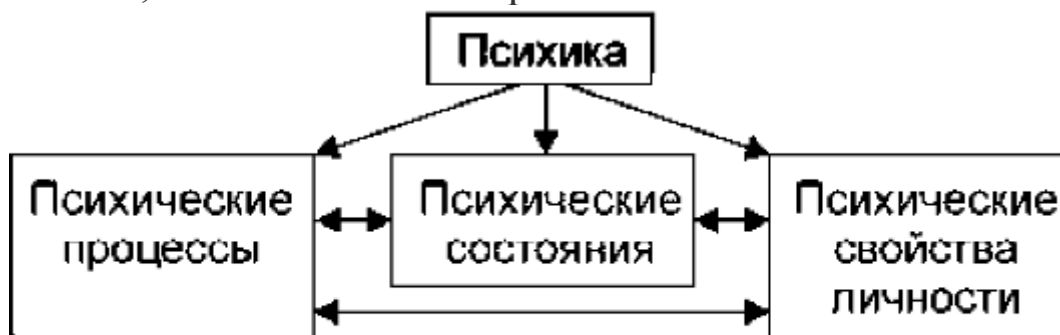 Психика
Психические
процессы
Психические
состояния
Психические
свойства
личности